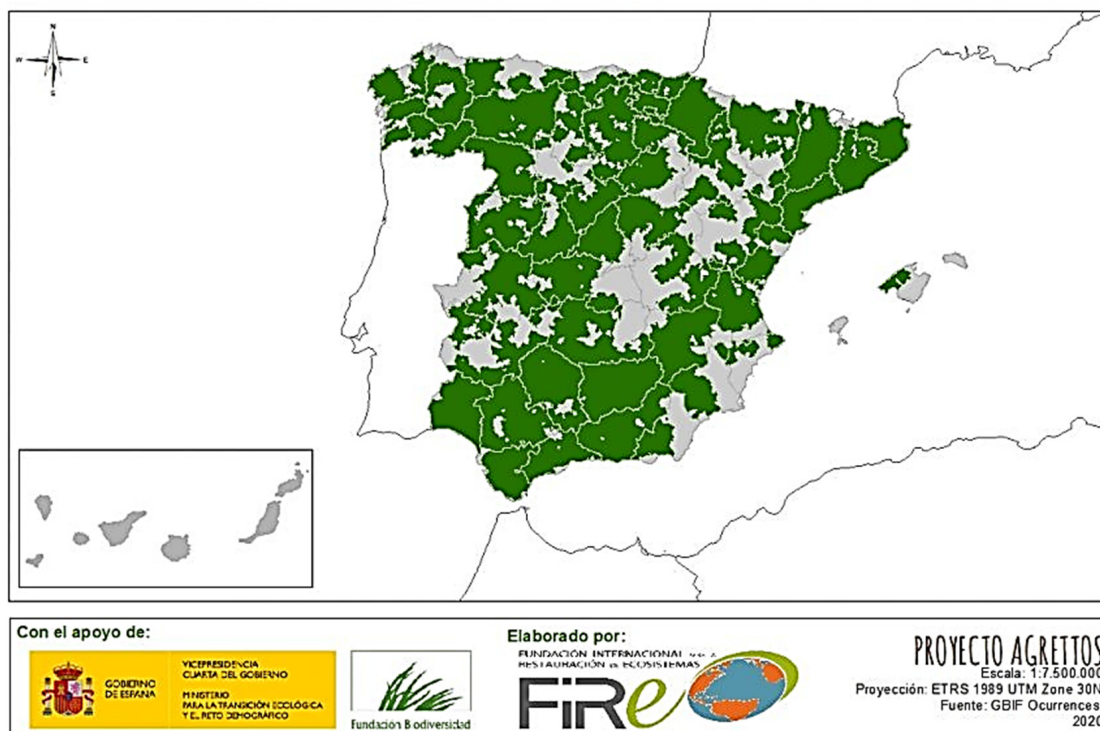 N
W E
S
Con el apoyo de:
GOBIERNO
DE ESPAÑA
VICEPRESIDENCIA
CUARTA DEL GOBIERNO
MINISTERIO
PARA LA TRANSICIÓN ECOLÓGICA
Y EL RETO DEMOGRÁFICO
Fundación Biodiversidad
Elaborado por:
FUNDACIÓN INTERNACIONAL
RESTAURACIÓN DE ECOSISTEMAS
FiRe
PROYECTO AGRETTOS
Escala: 1:7.500.000
Proyección: ETRS 1989 UTM Zone 30N
Fuente: GBIF Ocurrences
2020